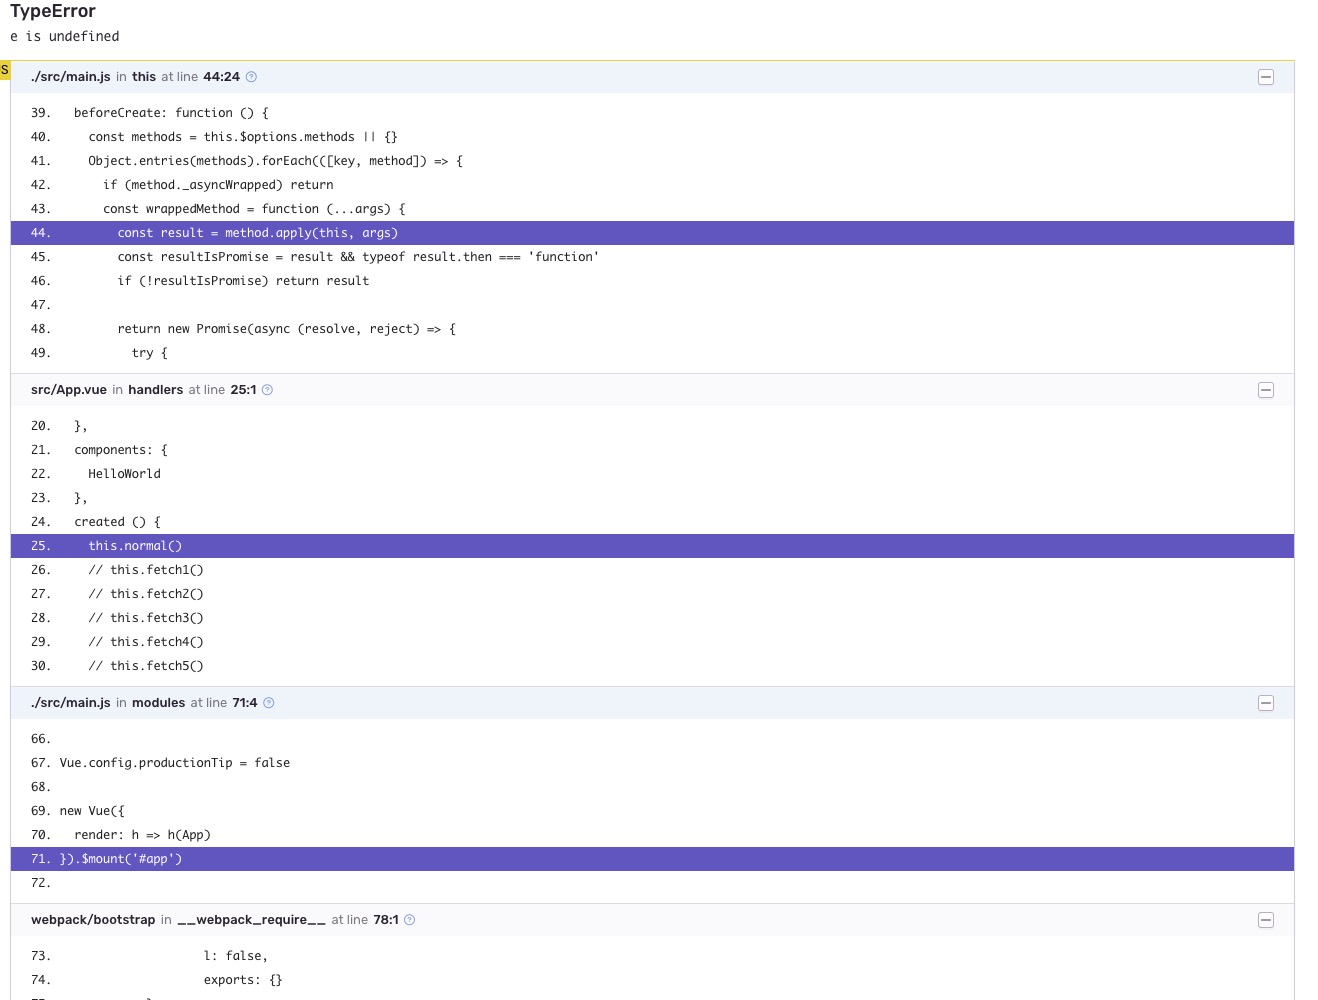 TypeError
e is undefined
S
./src/main.js in this at line 44:24
39. beforeCreate: function () {
40. const methods = this.$options.methods || {}
41. Object.entries(methods).forEach(([key, method]) => {
42. if (method._asyncWrapped) return
43. const wrappedMethod = function (...args) {
44. const result = method.apply(this, args)
45. const resultIsPromise = result && typeof result.then === 'function'
46. if (!resultIsPromise) return result
47.
48. return new Promise(async (resolve, reject) => {
49. try {
src/App.vue in handlers at line 25:1
20. },
21. components: {
22. HelloWorld
23. },
24. created () {
25. this.normal()
26. // this.fetch1()
27. // this.fetch2()
28. // this.fetch3()
29. // this.fetch4()
30. // this.fetch5()
./src/main.js in modules at line 71:4
66.
67. Vue.config.productionTip = false
68.
69. new Vue({
70. render: h => h(App)
71. }).$mount('#app')
72.
webpack/bootstrap in __webpack_require__ at line 78:1
73. l: false,
74. exports: {}